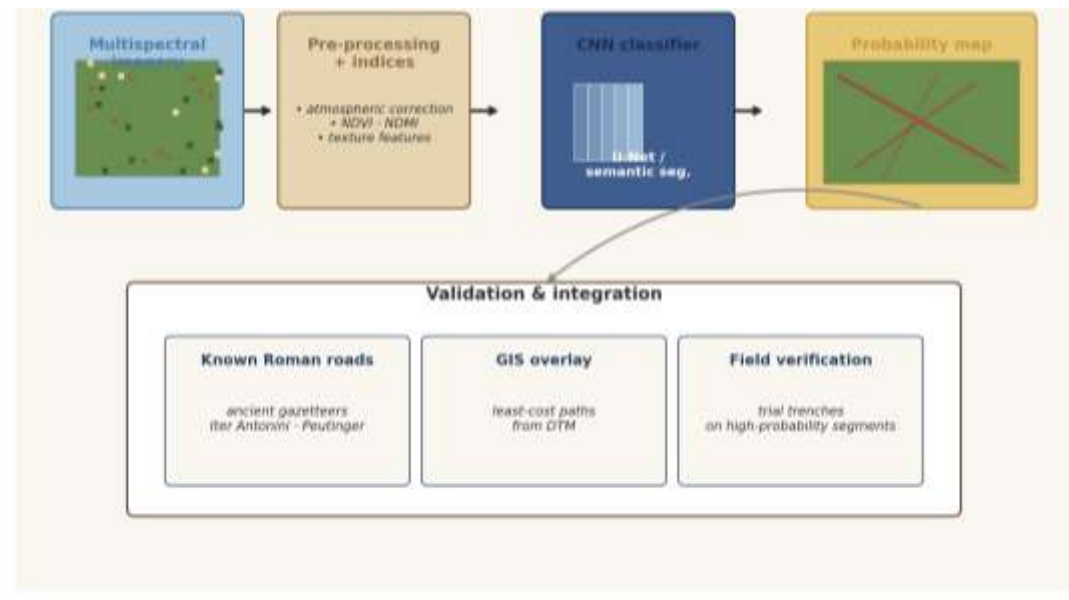 Multispectral
imagery
Pre-processing
+ indices
• atmospheric correction
• NDVI · NDMI
• texture features
CNN classifier
U-Net /
semantic seg.
Probability map
Validation & integration
Known Roman roads
ancient gazetteers
Iter Antonini · Peutinger
GIS overlay
least-cost paths
from DTM
Field verification
trial trenches
on high-probability segments